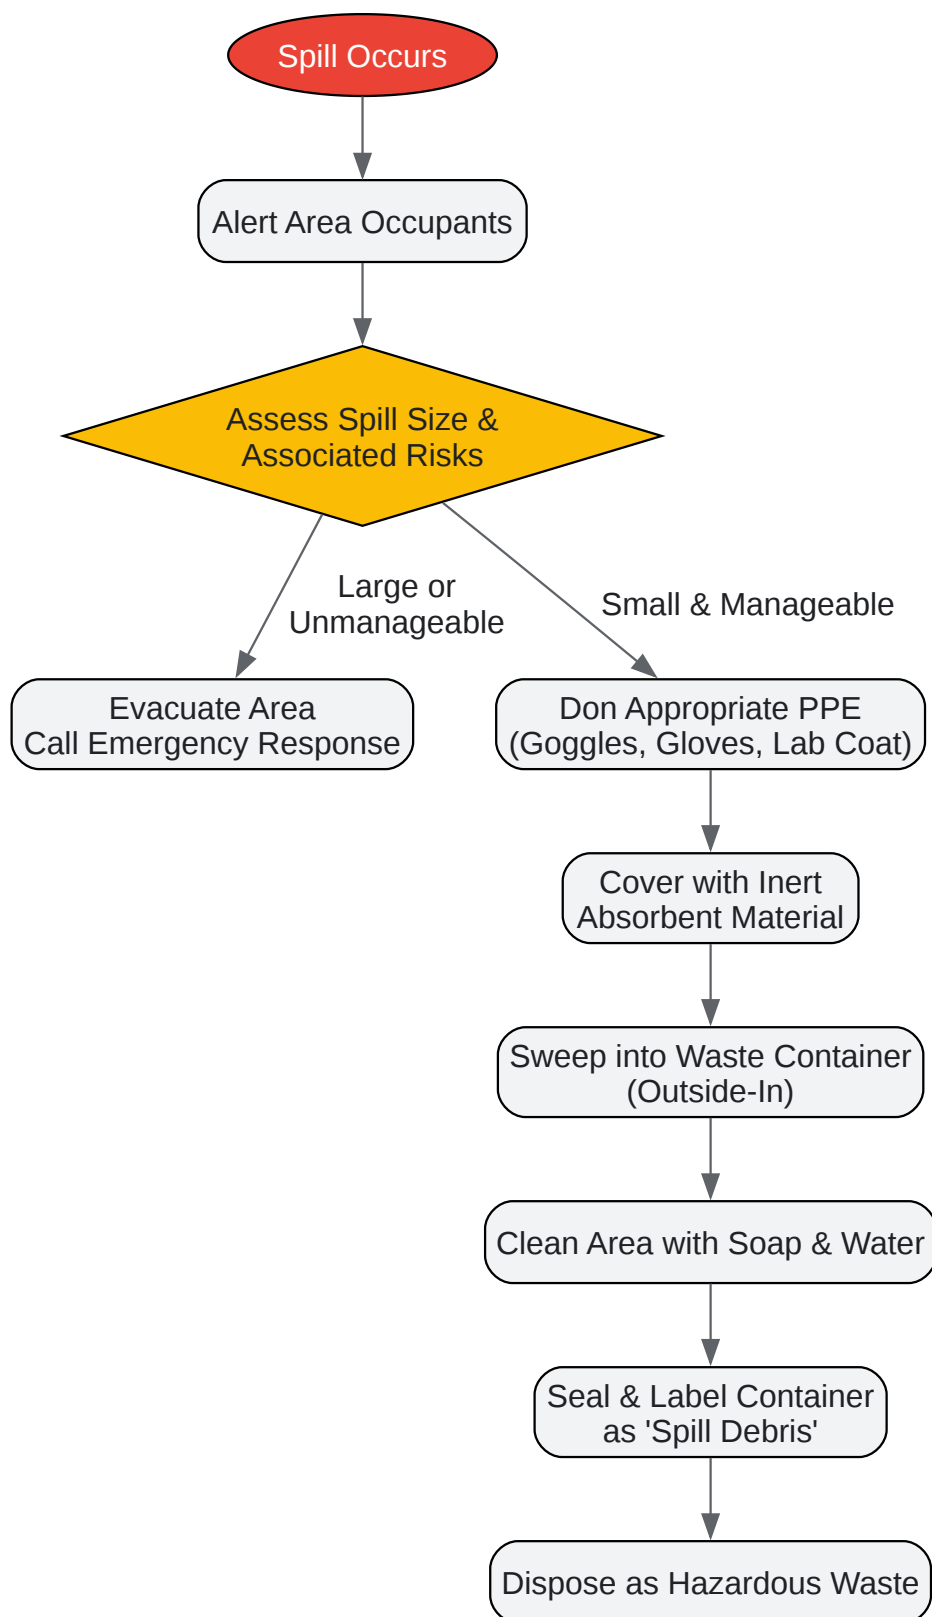 Spill Occurs
Alert Area Occupants
Assess Spill Size &
Associated Risks
Large or
Unmanageable
Small & Manageable
Evacuate Area
Call Emergency Response
Don Appropriate PPE
(Goggles, Gloves, Lab Coat)
Cover with Inert
Absorbent Material
Sweep into Waste Container
(Outside-In)
Clean Area with Soap & Water
Seal & Label Container
as 'Spill Debris'
Dispose as Hazardous Waste